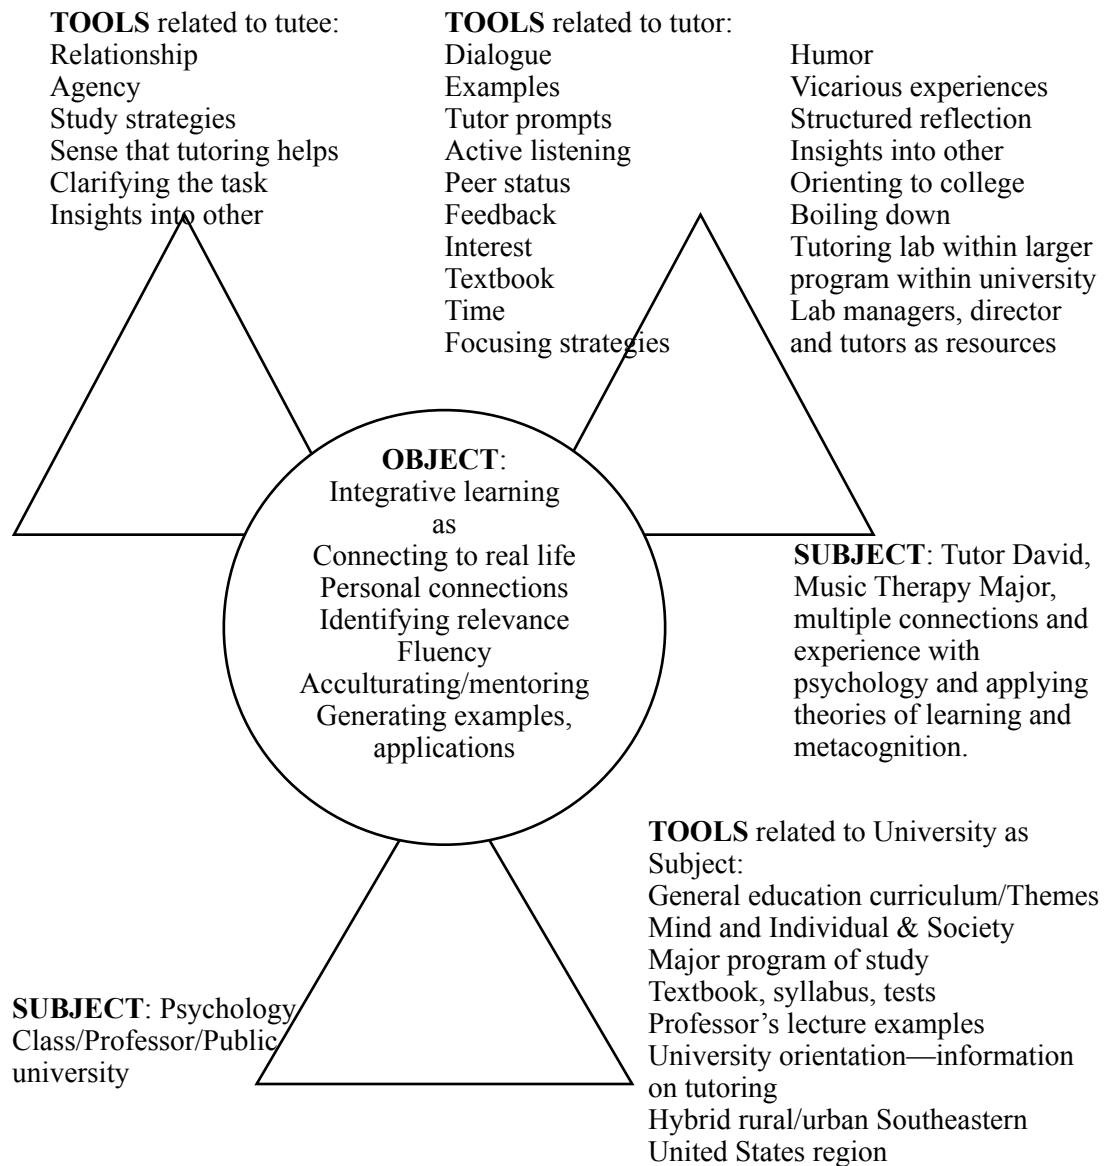 TOOLS related to tutee:
Relationship
Agency
Study strategies
Sense that tutoring helps
Clarifying the task
Insights into other
TOOLS related to tutor:
Dialogue
Examples
Tutor prompts
Active listening
Peer status
Feedback
Interest
Textbook
Time
Focusing strategies
Humor
Vicarious experiences
Structured reflection
Insights into other
Orienting to college
Boiling down
Tutoring lab within larger
program within university
Lab managers, director
and tutors as resources
OBJECT:
Integrative learning
as
Connecting to real life
Personal connections
Identifying relevance
Fluency
Acculturating/mentoring
Generating examples,
applications
SUBJECT: Tutor David,
Music Therapy Major,
multiple connections and
experience with
psychology and applying
theories of learning and
metacognition.
SUBJECT: Psychology
Class/Professor/Public
university
TOOLS related to University as
Subject:
General education curriculum/Themes
Mind and Individual & Society
Major program of study
Textbook, syllabus, tests
Professor’s lecture examples
University orientation—information
on tutoring
Hybrid rural/urban Southeastern
United States region